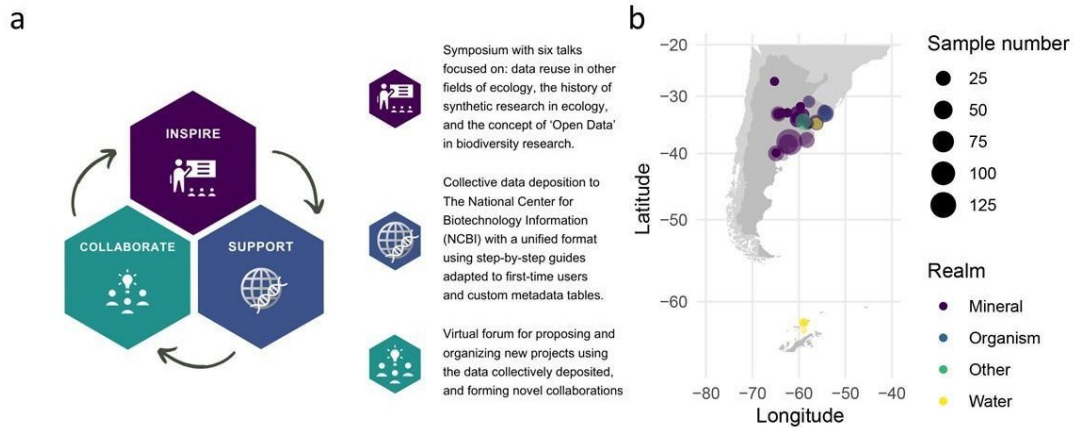 a
INSPIRE
COLLABORATE
SUPPORT
Symposium with six talks
focused on: data reuse in other
fields of ecology, the history of
synthetic research in ecology,
and the concept of ‘Open Data’
in biodiversity research.
Collective data deposition to
The National Center for
Biotechnology Information
(NCBI) with a unified format
using step-by-step guides
adapted to first-time users
and custom metadata tables.
Virtual forum for proposing and
organizing new projects using
the data collectively deposited,
and forming novel collaborations
b
Latitude
−20
−30
−40
−50
−60
−80
−70
−60
−50
−40
Longitude
Sample number
25
50
75
100
125
Realm
Mineral
Organism
Other
Water